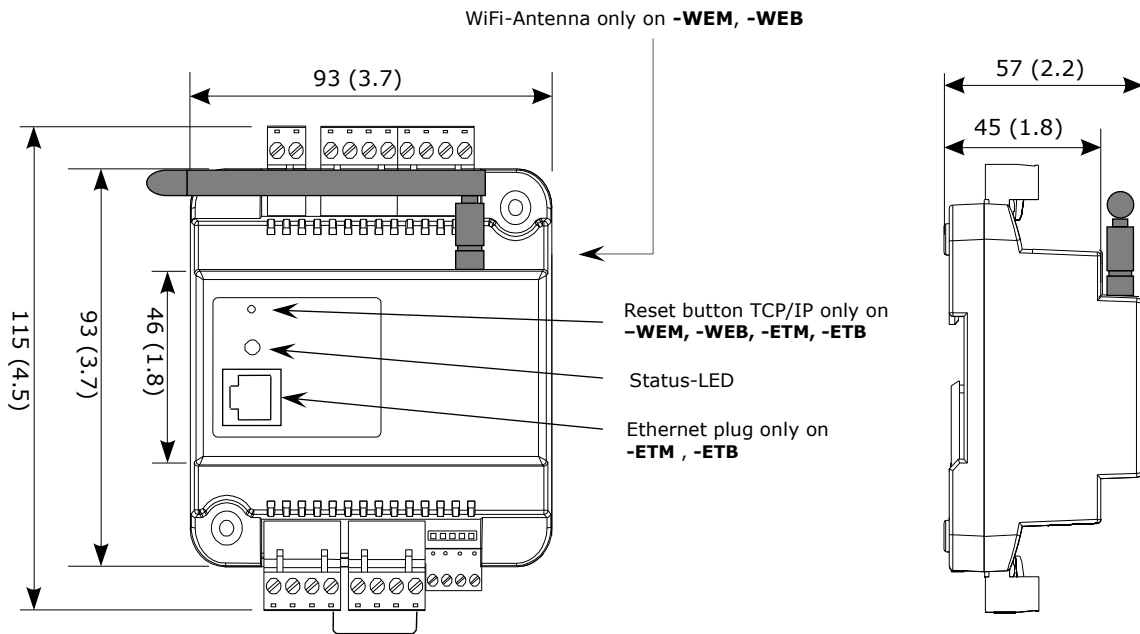 WiFi-Antenna only on -WEM, -WEB
93 (3.7)
57 (2.2)
45 (1.8)
115 (4.5)
93 (3.7)
46 (1.8)
Reset button TCP/IP only on
–WEM, -WEB, -ETM, -ETB
Status-LED
Ethernet plug only on
-ETM , -ETB